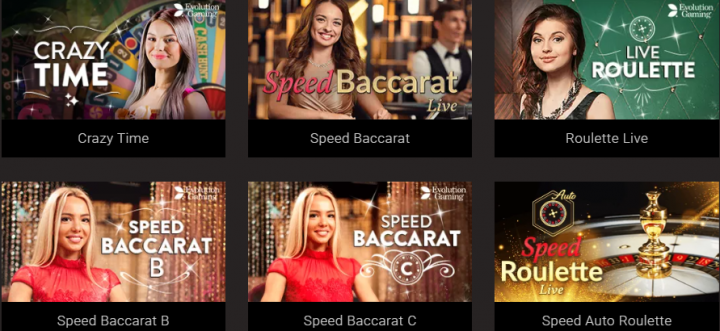 Evolution
Gaming
CRAZY
TIME
CASH HUNT
Speed Baccarat
Live
Evolution
Gaming
LIVE
ROULETTE
Crazy Time
Speed Baccarat
Roulette Live
Evolution
Gaming
SPEED
BACCARAT
B
Evolution
Gaming
SPEED
BACCARAT
C
Auto
Speed
Roulette
Live
Evolution
Gaming
Speed Baccarat B
Speed Baccarat C
Speed Auto Roulette